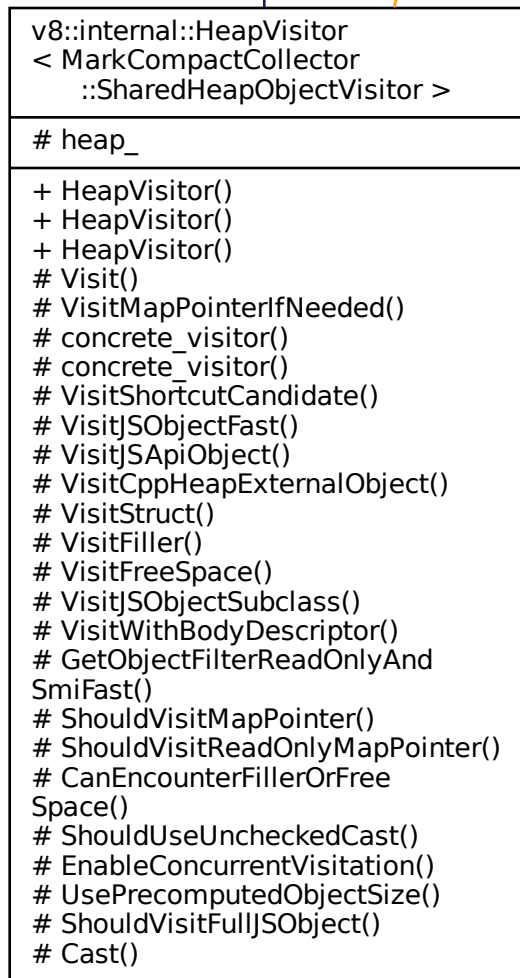 v8::internal::HeapVisitor
< MarkCompactCollector
::SharedHeapObjectVisitor >
# heap_
+ HeapVisitor()
+ HeapVisitor()
+ HeapVisitor()
# Visit()
# VisitMapPointerIfNeeded()
# concrete_visitor()
# concrete_visitor()
# VisitShortcutCandidate()
# VisitJSObjectFast()
# VisitJSApiObject()
# VisitCppHeapExternalObject()
# VisitStruct()
# VisitFiller()
# VisitFreeSpace()
# VisitJSObjectSubclass()
# VisitWithBodyDescriptor()
# GetObjectFilterReadOnlyAnd
SmiFast()
# ShouldVisitMapPointer()
# ShouldVisitReadOnlyMapPointer()
# CanEncounterFillerOrFree
Space()
# ShouldUseUncheckedCast()
# EnableConcurrentVisitation()
# UsePrecomputedObjectSize()
# ShouldVisitFullJSObject()
# Cast()